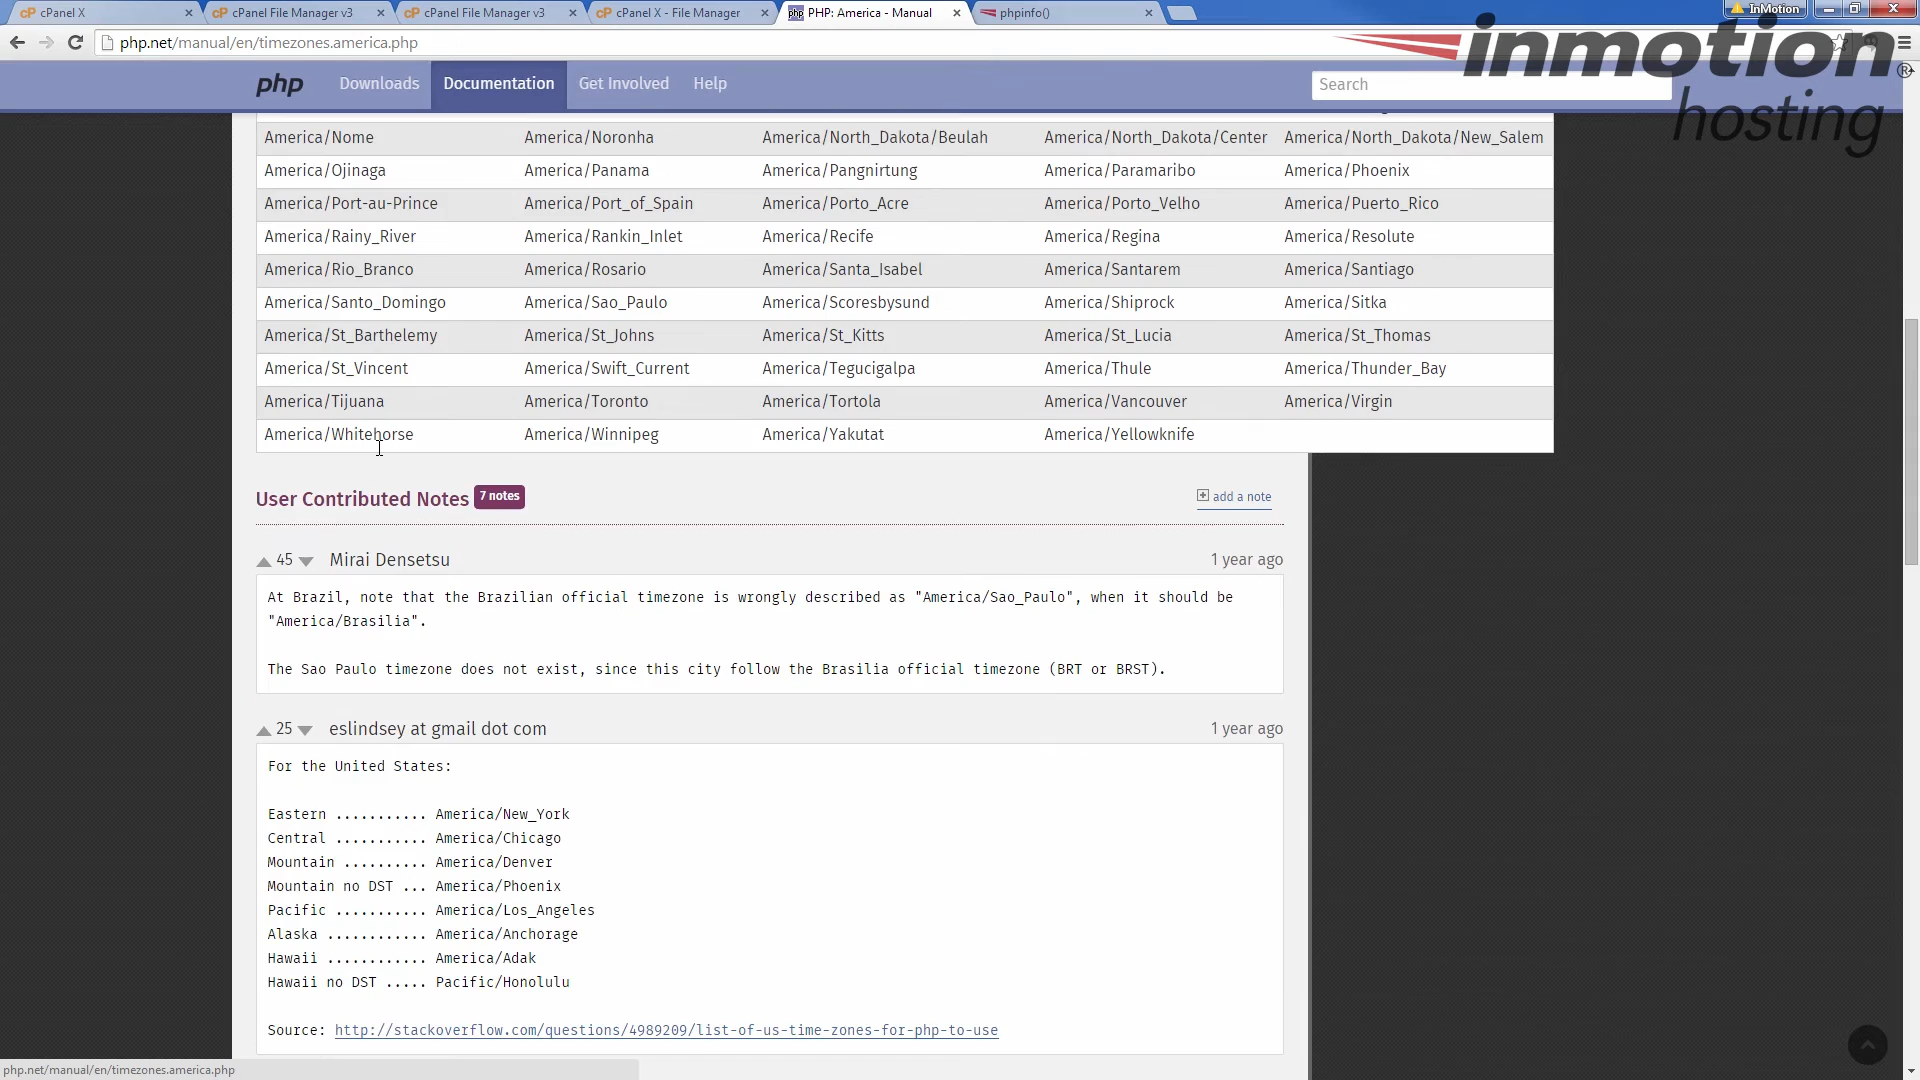 cPanel X
cPanel File Manager v3
cPanel File Manager v3
cPanel X - File Manager
PHP: America - Manual
phpinfo()
InMotion
php.net/manual/en/timezones.america.php
inmotion
hosting
php
Downloads
Documentation
Get Involved
Help
Search
America/Nome America/Noronha America/North_Dakota/Beulah America/North_Dakota/Center America/North_Dakota/New_Salem
America/Ojinaga America/Panama America/Pangnirtung America/Paramaribo America/Phoenix
America/Port-au-Prince America/Port_of_Spain America/Porto_Acre America/Porto_Velho America/Puerto_Rico
America/Rainy_River America/Rankin_Inlet America/Recife America/Regina America/Resolute
America/Rio_Branco America/Rosario America/Santa_Isabel America/Santarem America/Santiago
America/Santo_Domingo America/Sao_Paulo America/Scoresbysund America/Shiprock America/Sitka
America/St_Barthelemy America/St_Johns America/St_Kitts America/St_Lucia America/St_Thomas
America/St_Vincent America/Swift_Current America/Tegucigalpa America/Thule America/Thunder_Bay
America/Tijuana America/Toronto America/Tortola America/Vancouver America/Virgin
America/Whitehorse America/Winnipeg America/Yakutat America/Yellowknife
User Contributed Notes 7 notes
add a note
45 Mirai Densetsu 1 year ago
At Brazil, note that the Brazilian official timezone is wrongly described as "America/Sao_Paulo", when it should be
"America/Brasilia".
The Sao Paulo timezone does not exist, since this city follow the Brasilia official timezone (BRT or BRST).
25 eslindsey at gmail dot com 1 year ago
For the United States:
Eastern ........... America/New_York
Central ........... America/Chicago
Mountain .......... America/Denver
Mountain no DST ... America/Phoenix
Pacific ........... America/Los_Angeles
Alaska ............ America/Anchorage
Hawaii ............ America/Adak
Hawaii no DST ..... Pacific/Honolulu
Source: http://stackoverflow.com/questions/4989209/list-of-us-time-zones-for-php-to-use
php.net/manual/en/timezones.america.php